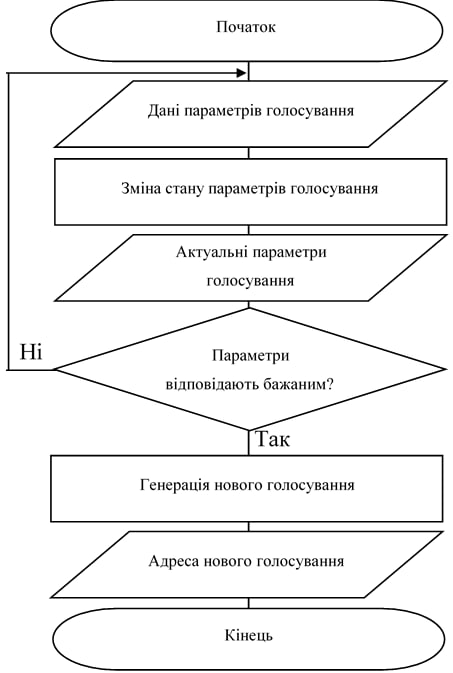 Початок
Дані параметрів голосування
Зміна стану параметрів голосування
Актуальні параметри
голосування
Ні
Параметри
відповідають бажаним?
Так
Генерація нового голосування
Адреса нового голосування
Кінець